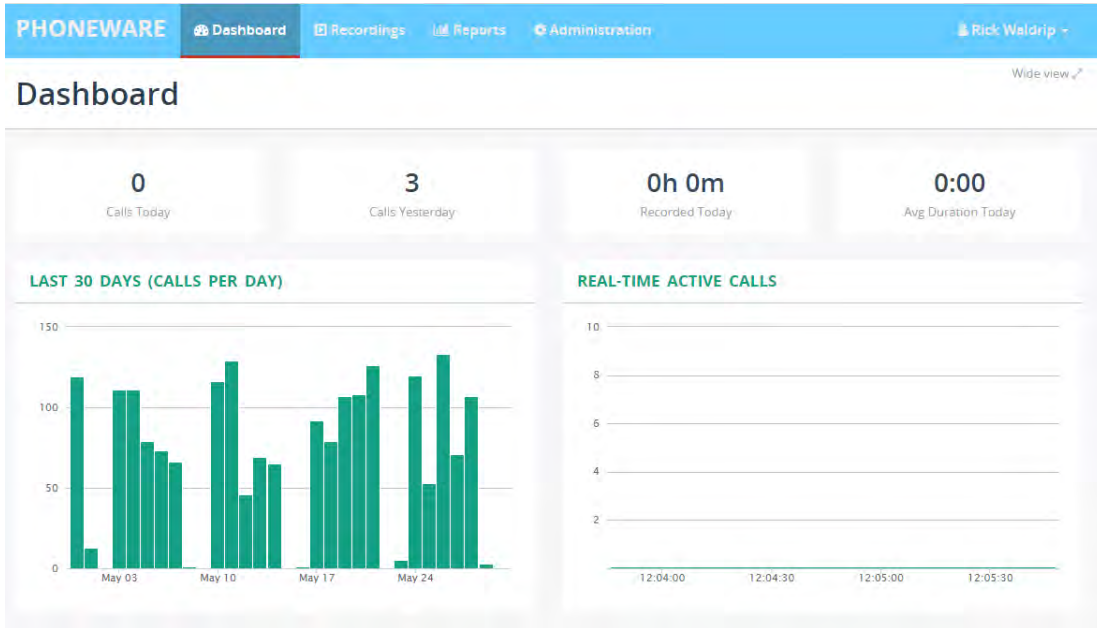 PHONEWARE Dashboard Recordings Reports Administration Rick Waldrip
Wide view
Dashboard
0
Calls Today
3
Calls Yesterday
0h 0m
Recorded Today
0:00
Avg Duration Today
LAST 30 DAYS (CALLS PER DAY)
150
100
50
0
May 03 May 10 May 17 May 24
REAL-TIME ACTIVE CALLS
10
8
6
4
2
12:04:00 12:04:30 12:05:00 12:05:30